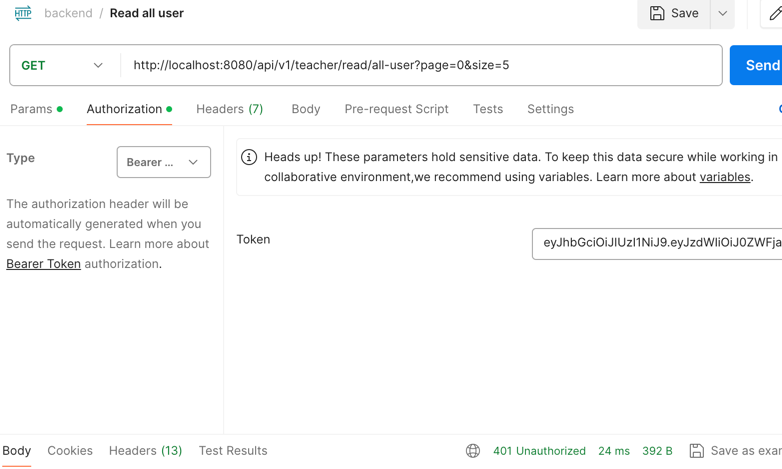 HTTP backend / Read all user Save
GET http://localhost:8080/api/v1/teacher/read/all-user?page=0&size=5 Send
Params Authorization Headers (7) Body Pre-request Script Tests Settings
Type Bearer ...
The authorization header will be
automatically generated when you
send the request. Learn more about
Bearer Token authorization.
Heads up! These parameters hold sensitive data. To keep this data secure while working in
collaborative environment,we recommend using variables. Learn more about variables.
Token eyJhbGciOiJIUzI1NiJ9.eyJzdWIiOiJ0ZWFja
Body Cookies Headers (13) Test Results 401 Unauthorized 24 ms 392 B Save as exar